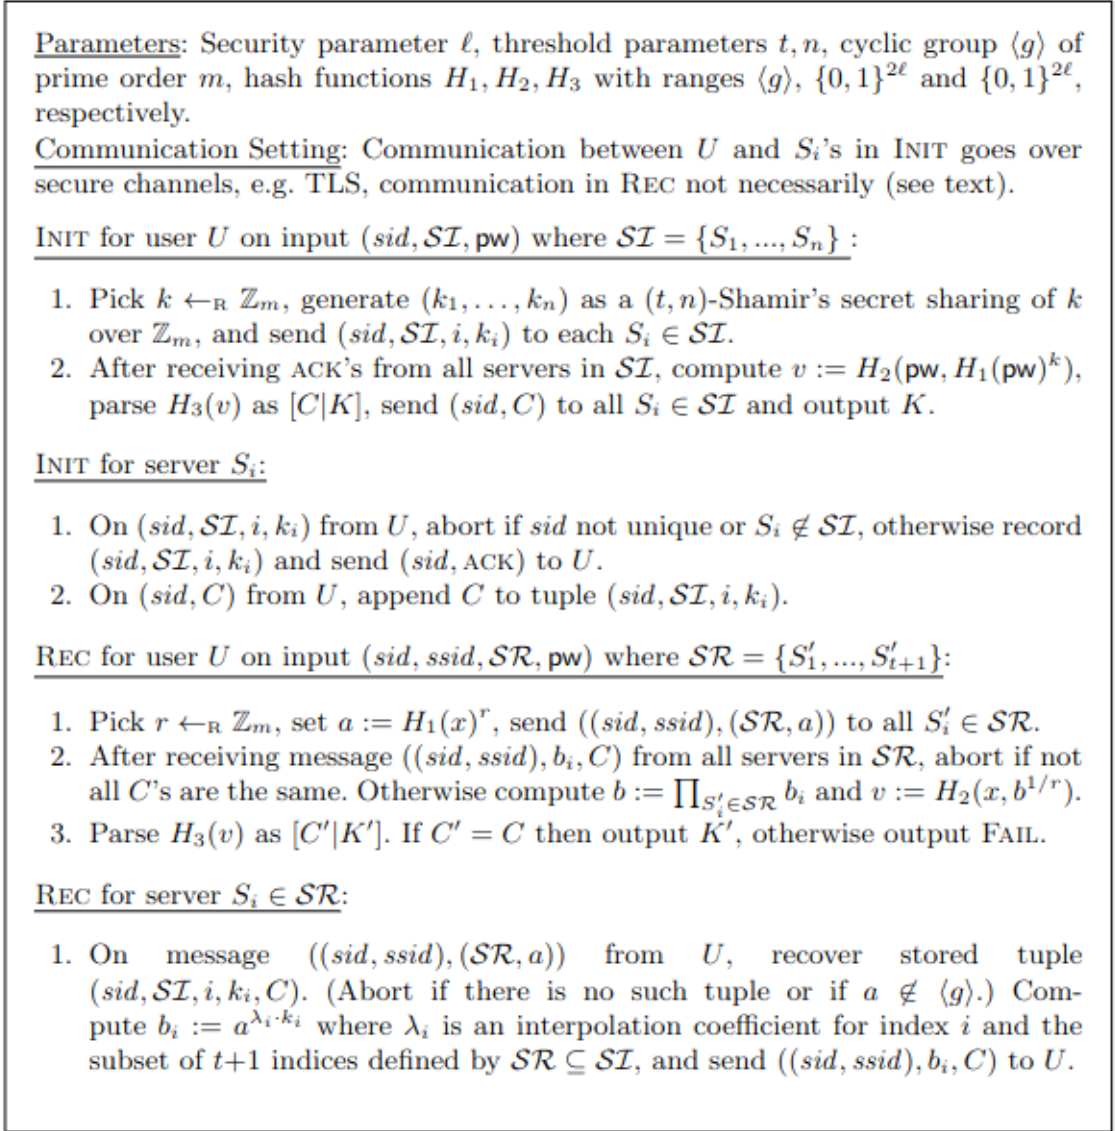 Parameters: Security parameter ℓ, threshold parameters t, n, cyclic group ⟨g⟩ of
prime order m, hash functions H₁, H₂, H₃ with ranges ⟨g⟩, {0, 1}²ˡ and {0, 1}²ˡ,
respectively.
Communication Setting: Communication between U and Sᵢ's in INIT goes over
secure channels, e.g. TLS, communication in REC not necessarily (see text).
INIT for user U on input (sid, 𝒮ℐ, pw) where 𝒮ℐ = {S₁, ..., Sₙ} :
1. Pick k ←_R ℤ_m, generate (k₁, . . . , kₙ) as a (t, n)-Shamir's secret sharing of k
over ℤ_m, and send (sid, 𝒮ℐ, i, kᵢ) to each Sᵢ ∈ 𝒮ℐ.
2. After receiving ACK's from all servers in 𝒮ℐ, compute v := H₂(pw, H₁(pw)ᵏ),
parse H₃(v) as [C|K], send (sid, C) to all Sᵢ ∈ 𝒮ℐ and output K.
INIT for server Sᵢ:
1. On (sid, 𝒮ℐ, i, kᵢ) from U, abort if sid not unique or Sᵢ ∉ 𝒮ℐ, otherwise record
(sid, 𝒮ℐ, i, kᵢ) and send (sid, ACK) to U.
2. On (sid, C) from U, append C to tuple (sid, 𝒮ℐ, i, kᵢ).
REC for user U on input (sid, ssid, 𝒮ℛ, pw) where 𝒮ℛ = {S′₁, ..., S′ₜ₊₁}:
1. Pick r ←_R ℤ_m, set a := H₁(x)ʳ, send ((sid, ssid), (𝒮ℛ, a)) to all S′ᵢ ∈ 𝒮ℛ.
2. After receiving message ((sid, ssid), bᵢ, C) from all servers in 𝒮ℛ, abort if not
all C's are the same. Otherwise compute b := ∏_{S′ᵢ∈𝒮ℛ} bᵢ and v := H₂(x, b^{1/r}).
3. Parse H₃(v) as [C′|K′]. If C′ = C then output K′, otherwise output FAIL.
REC for server Sᵢ ∈ 𝒮ℛ:
1. On message ((sid, ssid), (𝒮ℛ, a)) from U, recover stored tuple
(sid, 𝒮ℐ, i, kᵢ, C). (Abort if there is no such tuple or if a ∉ ⟨g⟩.) Com-
pute bᵢ := a^{λᵢ·kᵢ} where λᵢ is an interpolation coefficient for index i and the
subset of t+1 indices defined by 𝒮ℛ ⊆ 𝒮ℐ, and send ((sid, ssid), bᵢ, C) to U.